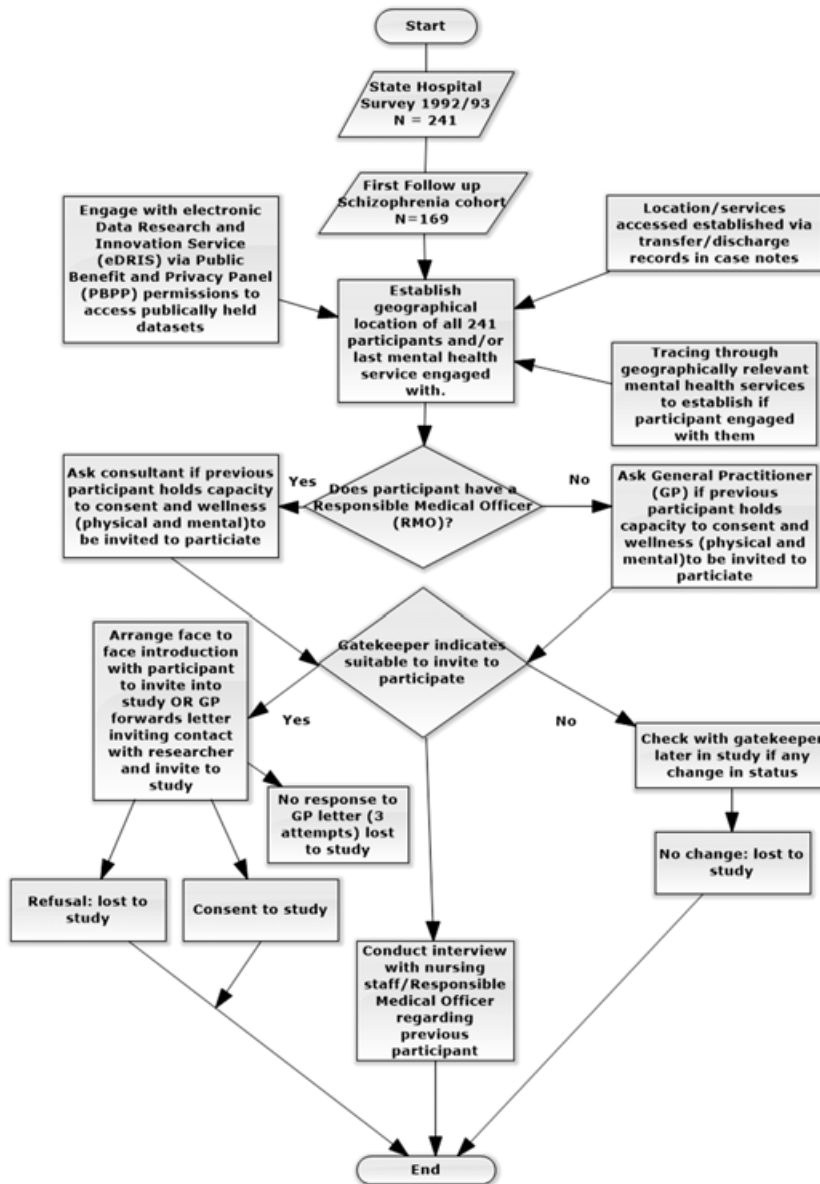 Start
State Hospital
Survey 1992/93
N = 241
First Follow up
Schizophrenia cohort
N=169
Engage with electronic
Data Research and
Innovation Service
(eDRIS) via Public
Benefit and Privacy Panel
(PBPP) permissions to
access publically held
datasets
Location/services
accessed established via
transfer/discharge
records in case notes
Establish
geographical
location of all 241
participants and/or
last mental health
service engaged
with.
Tracing through
geographically relevant
mental health services
to establish if
participant engaged
with them
Ask consultant if previous
participant holds capacity
to consent and wellness
(physical and mental)to
be invited to particiate
Yes
Does participant have a
Responsible Medical Officer
(RMO)?
No
Ask General Practitioner
(GP) if previous
participant holds
capacity to consent and
wellness (physical and
mental)to be invited to
particiate
Arrange face to
face introduction
with participant
to invite into
study OR GP
forwards letter
inviting contact
with researcher
and invite to
study
Gatekeeper indicates
suitable to invite to
participate
Yes
No
Check with gatekeeper
later in study if any
change in status
No response to
GP letter (3
attempts) lost
to study
No change: lost to
study
Refusal: lost to
study
Consent to study
Conduct interview
with nursing
staff/Responsible
Medical Officer
regarding
previous
participant
End